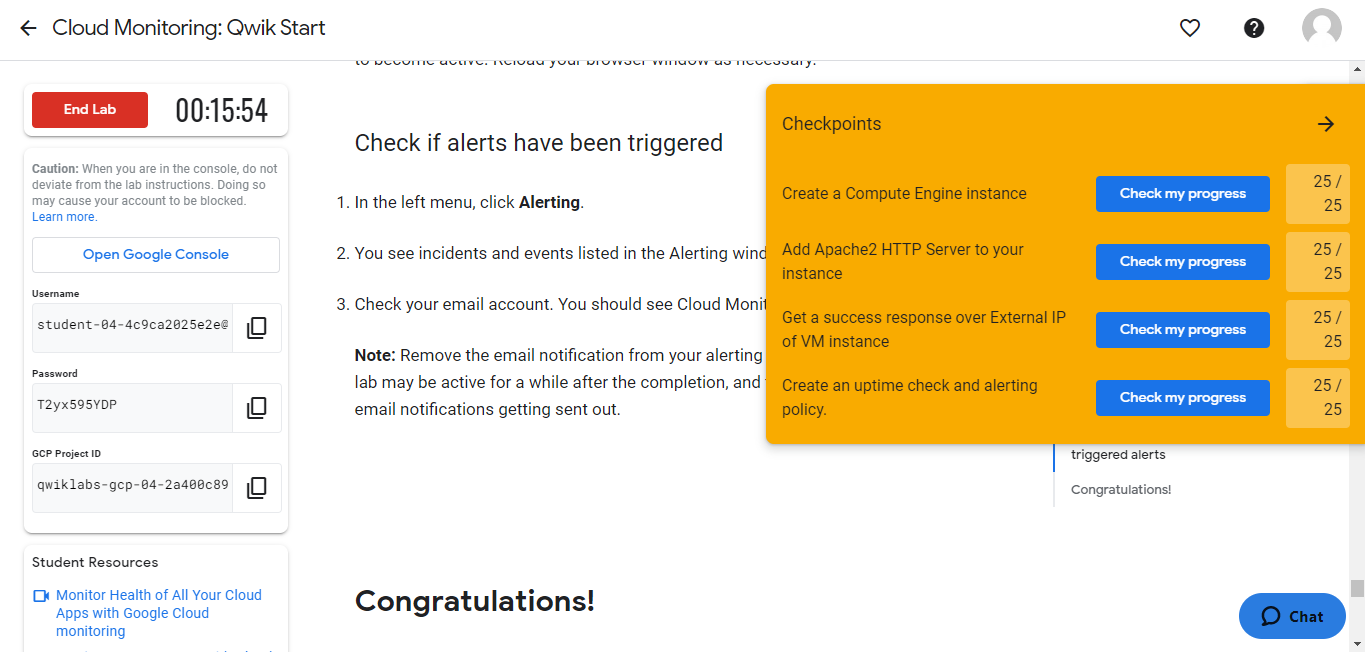 Cloud Monitoring: Qwik Start
End Lab
00:15:54
Caution: When you are in the console, do not
deviate from the lab instructions. Doing so
may cause your account to be blocked.
Learn more.
Open Google Console
Username
student-04-4c9ca2025e2e@
Password
T2yx595YDP
GCP Project ID
qwiklabs-gcp-04-2a400c89
Student Resources
Monitor Health of All Your Cloud
Apps with Google Cloud
monitoring
to become active. Reload your browser window as necessary.
Check if alerts have been triggered
1. In the left menu, click Alerting.
2. You see incidents and events listed in the Alerting
3. Check your email account. You should see Cloud
Note: Remove the email notification from your alerting
lab may be active for a while after the completion, and
email notifications getting sent out.
Congratulations!
Checkpoints
Create a Compute Engine instance
Check my progress
25 /
25
Add Apache2 HTTP Server to your
instance
Check my progress
25 /
25
Get a success response over External IP
of VM instance
Check my progress
25 /
25
Create an uptime check and alerting
policy.
Check my progress
25 /
25
triggered alerts
Congratulations!
Chat